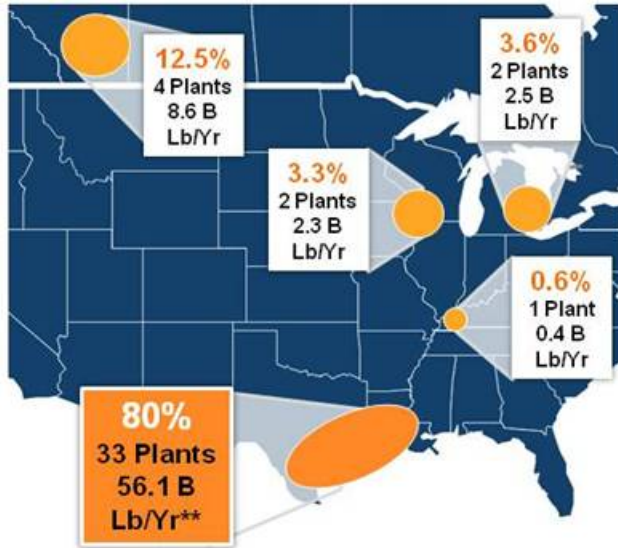 12.5%
4 Plants
8.6 B
Lb/Yr
3.6%
2 Plants
2.5 B
Lb/Yr
3.3%
2 Plants
2.3 B
Lb/Yr
0.6%
1 Plant
0.4 B
Lb/Yr
80%
33 Plants
56.1 B
Lb/Yr**